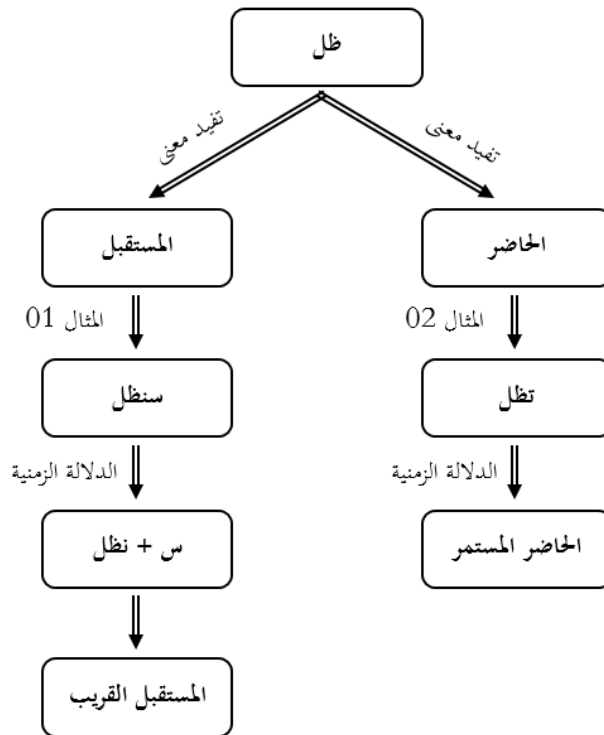 ظل
تفيد معنى
تفيد معنى
الحاضر
المستقبل
المثال 02
المثال 01
تظل
سنظل
الدلالة الزمنية
الدلالة الزمنية
الحاضر المستمر
س + نظل
المستقبل القريب